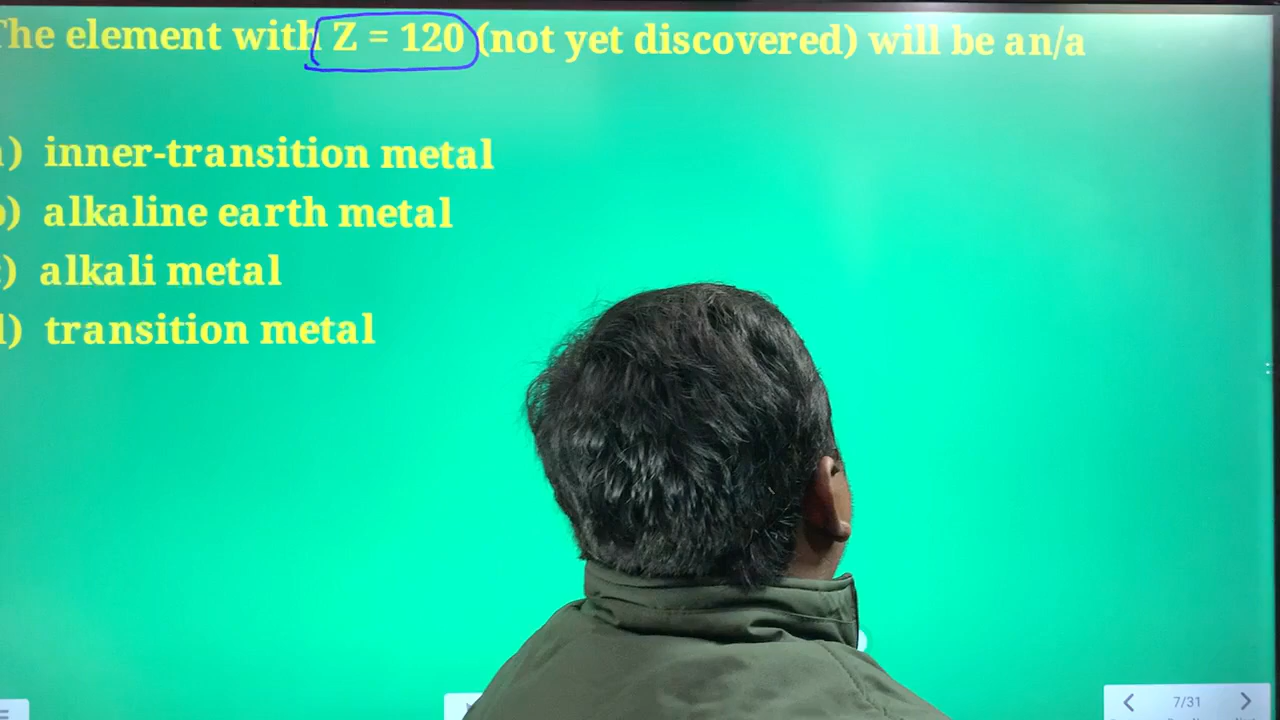 The element with Z = 120 (not yet discovered) will be an/a
) inner-transition metal
) alkaline earth metal
) alkali metal
) transition metal
7/31